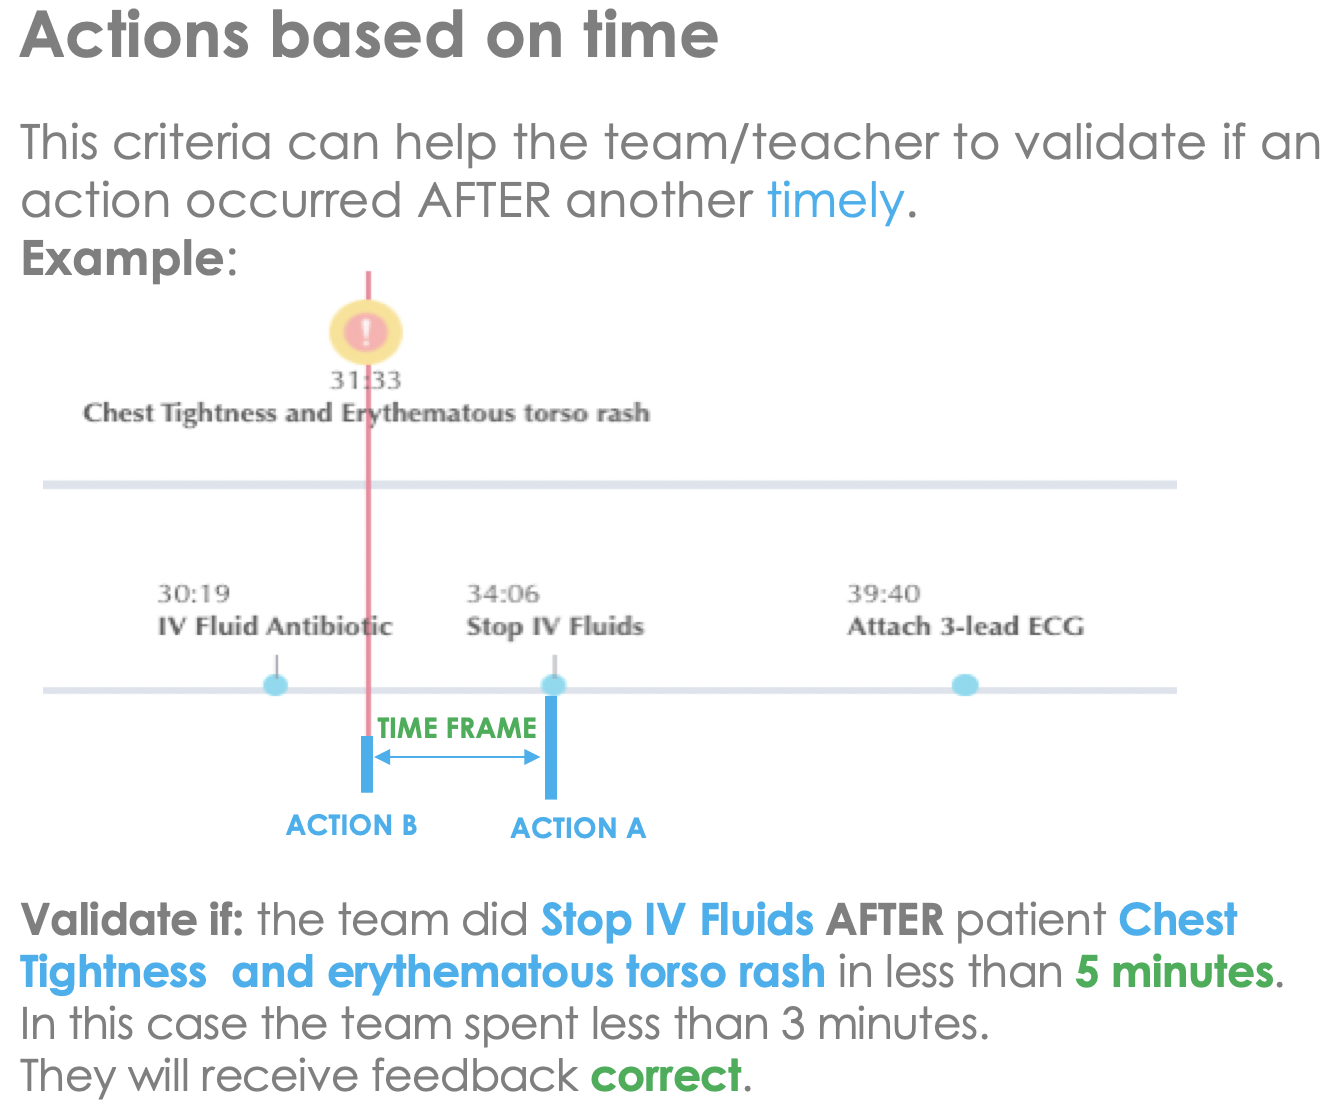 Actions based on time
This criteria can help the team/teacher to validate if an
action occurred AFTER another timely.
Example:
!
31:33
Chest Tightness and Erythematous torso rash
30:19
IV Fluid Antibiotic
34:06
Stop IV Fluids
39:40
Attach 3-lead ECG
TIME FRAME
ACTION B
ACTION A
Validate if: the team did Stop IV Fluids AFTER patient Chest
Tightness and erythematous torso rash in less than 5 minutes.
In this case the team spent less than 3 minutes.
They will receive feedback correct.